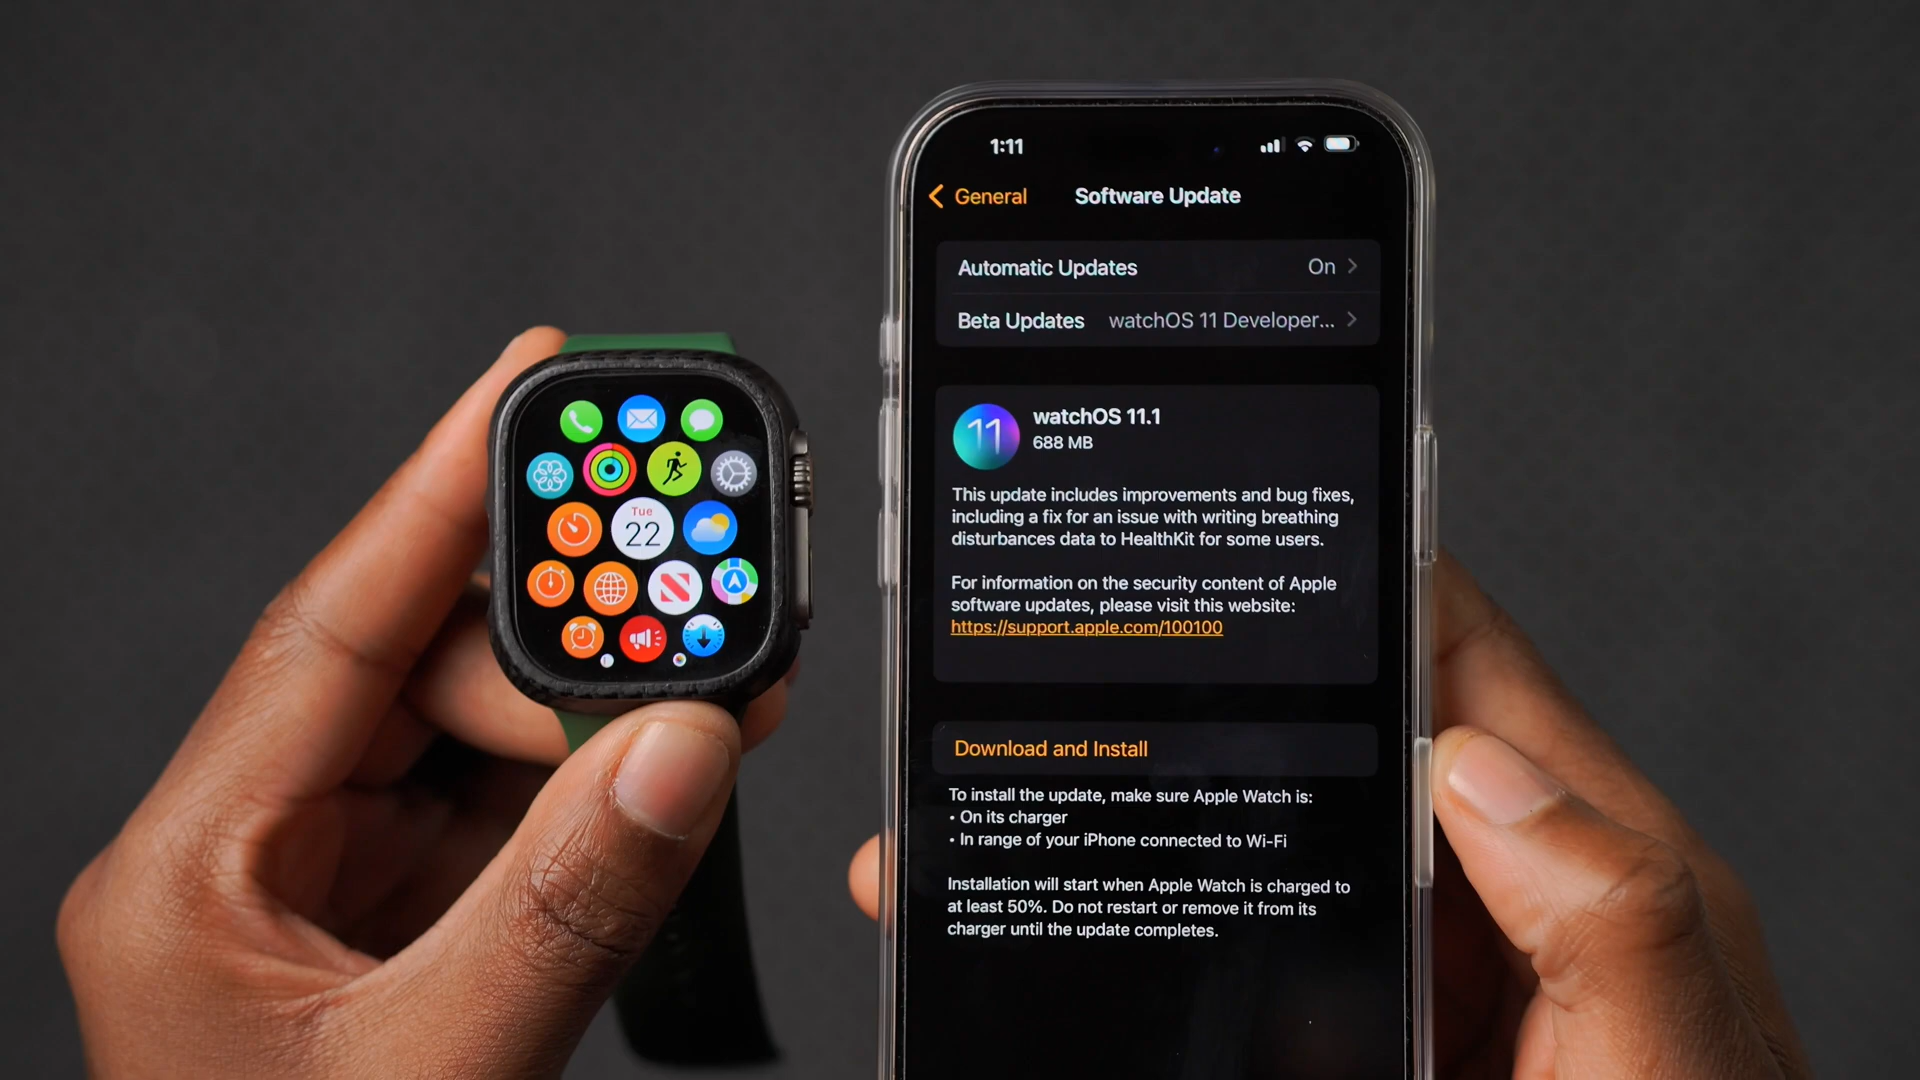 Tue
22
1:11
General
Software Update
Automatic Updates On
Beta Updates watchOS 11 Developer...
11
watchOS 11.1
688 MB
This update includes improvements and bug fixes,
including a fix for an issue with writing breathing
disturbances data to HealthKit for some users.
For information on the security content of Apple
software updates, please visit this website:
https://support.apple.com/100100
Download and Install
To install the update, make sure Apple Watch is:
• On its charger
• In range of your iPhone connected to Wi-Fi
Installation will start when Apple Watch is charged to
at least 50%. Do not restart or remove it from its
charger until the update completes.